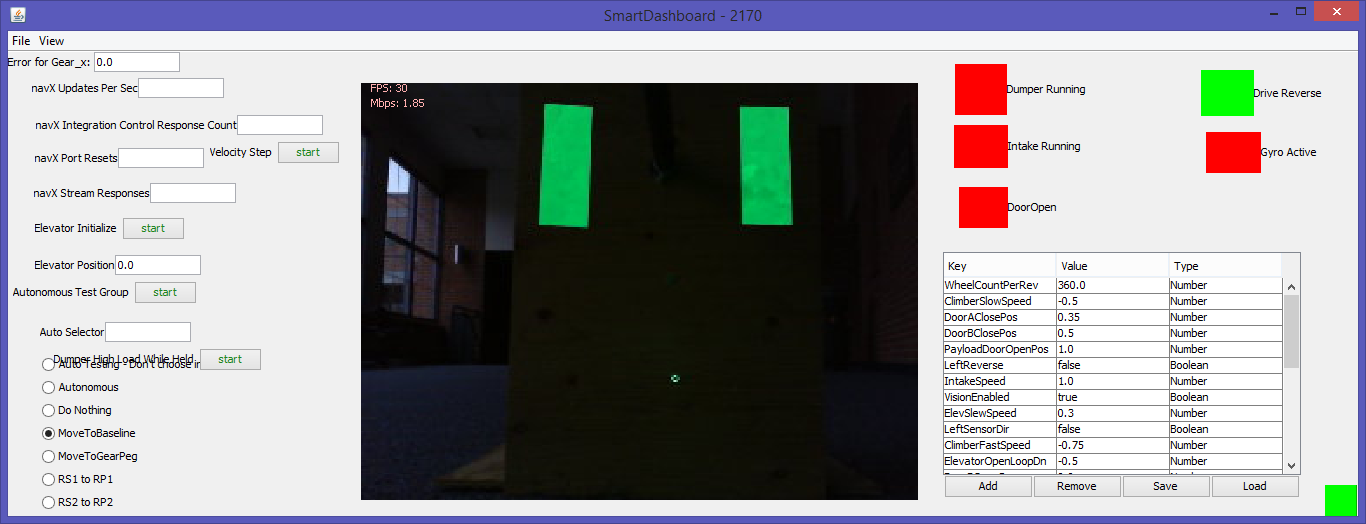 SmartDashboard - 2170
File View
Error for Gear_x: 0.0
navX Updates Per Sec
navX Integration Control Response Count
navX Port Resets
Velocity Step start
navX Stream Responses
Elevator Initialize start
Elevator Position 0.0
Autonomous Test Group start
Auto Selector
Dumper High Load While Held start
Auto Testing - Don't choose
Autonomous
Do Nothing
MoveToBaseline
MoveToGearPeg
RS1 to RP1
RS2 to RP2
FPS: 30
Mbps: 1.85
Dumper Running
Drive Reverse
Intake Running
Gyro Active
DoorOpen
Key Value Type
WheelCountPerRev 360.0 Number
ClimberSlowSpeed -0.5 Number
DoorAClosePos 0.35 Number
DoorBClosePos 0.5 Number
PayloadDoorOpenPos 1.0 Number
LeftReverse false Boolean
IntakeSpeed 1.0 Number
VisionEnabled true Boolean
ElevSlewSpeed 0.3 Number
LeftSensorDir false Boolean
ClimberFastSpeed -0.75 Number
ElevatorOpenLoopDn -0.5 Number
Add Remove Save Load